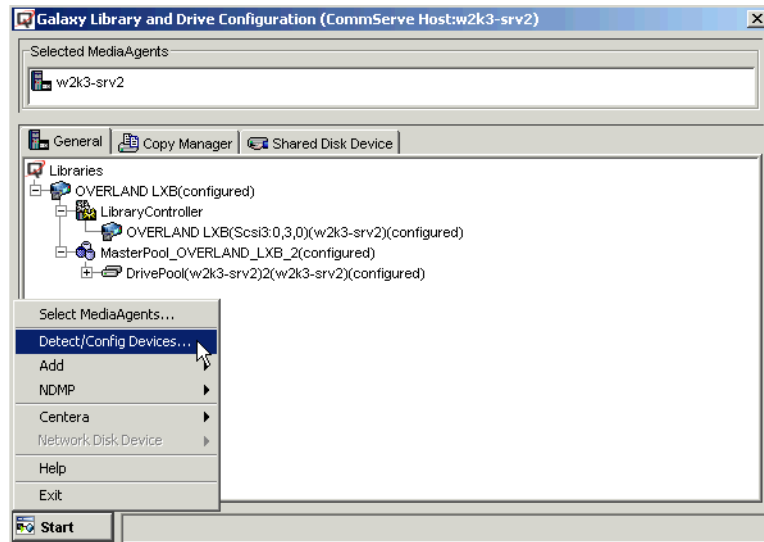 Galaxy Library and Drive Configuration (CommServe Host:w2k3-srv2)
Selected MediaAgents
w2k3-srv2
General Copy Manager Shared Disk Device
Libraries
OVERLAND LXB(configured)
LibraryController
OVERLAND LXB(Scsi3:0,3,0)(w2k3-srv2)(configured)
MasterPool_OVERLAND_LXB_2(configured)
DrivePool(w2k3-srv2)2(w2k3-srv2)(configured)
Select MediaAgents...
Detect/Config Devices...
Add
NDMP
Centera
Network Disk Device
Help
Exit
Start